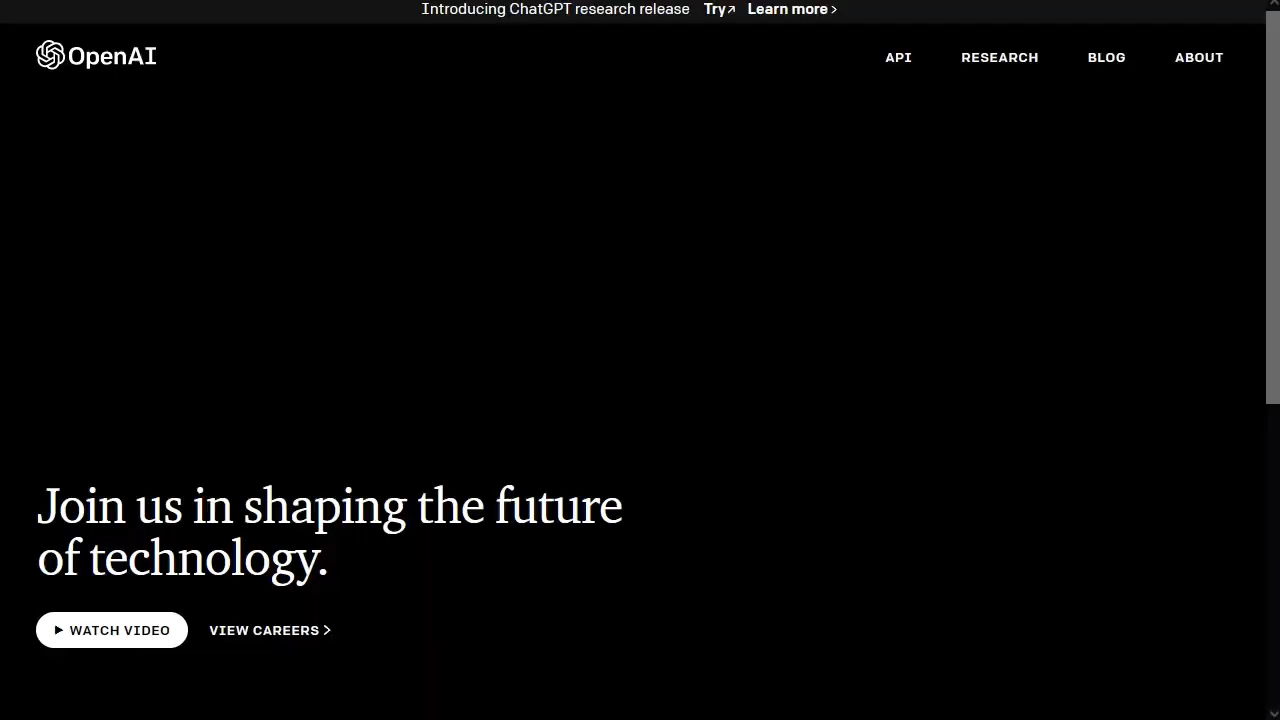 Introducing ChatGPT research release Try↗ Learn more ›
OpenAI
API RESEARCH BLOG ABOUT
Join us in shaping the future
of technology.
▶ WATCH VIDEO VIEW CAREERS >